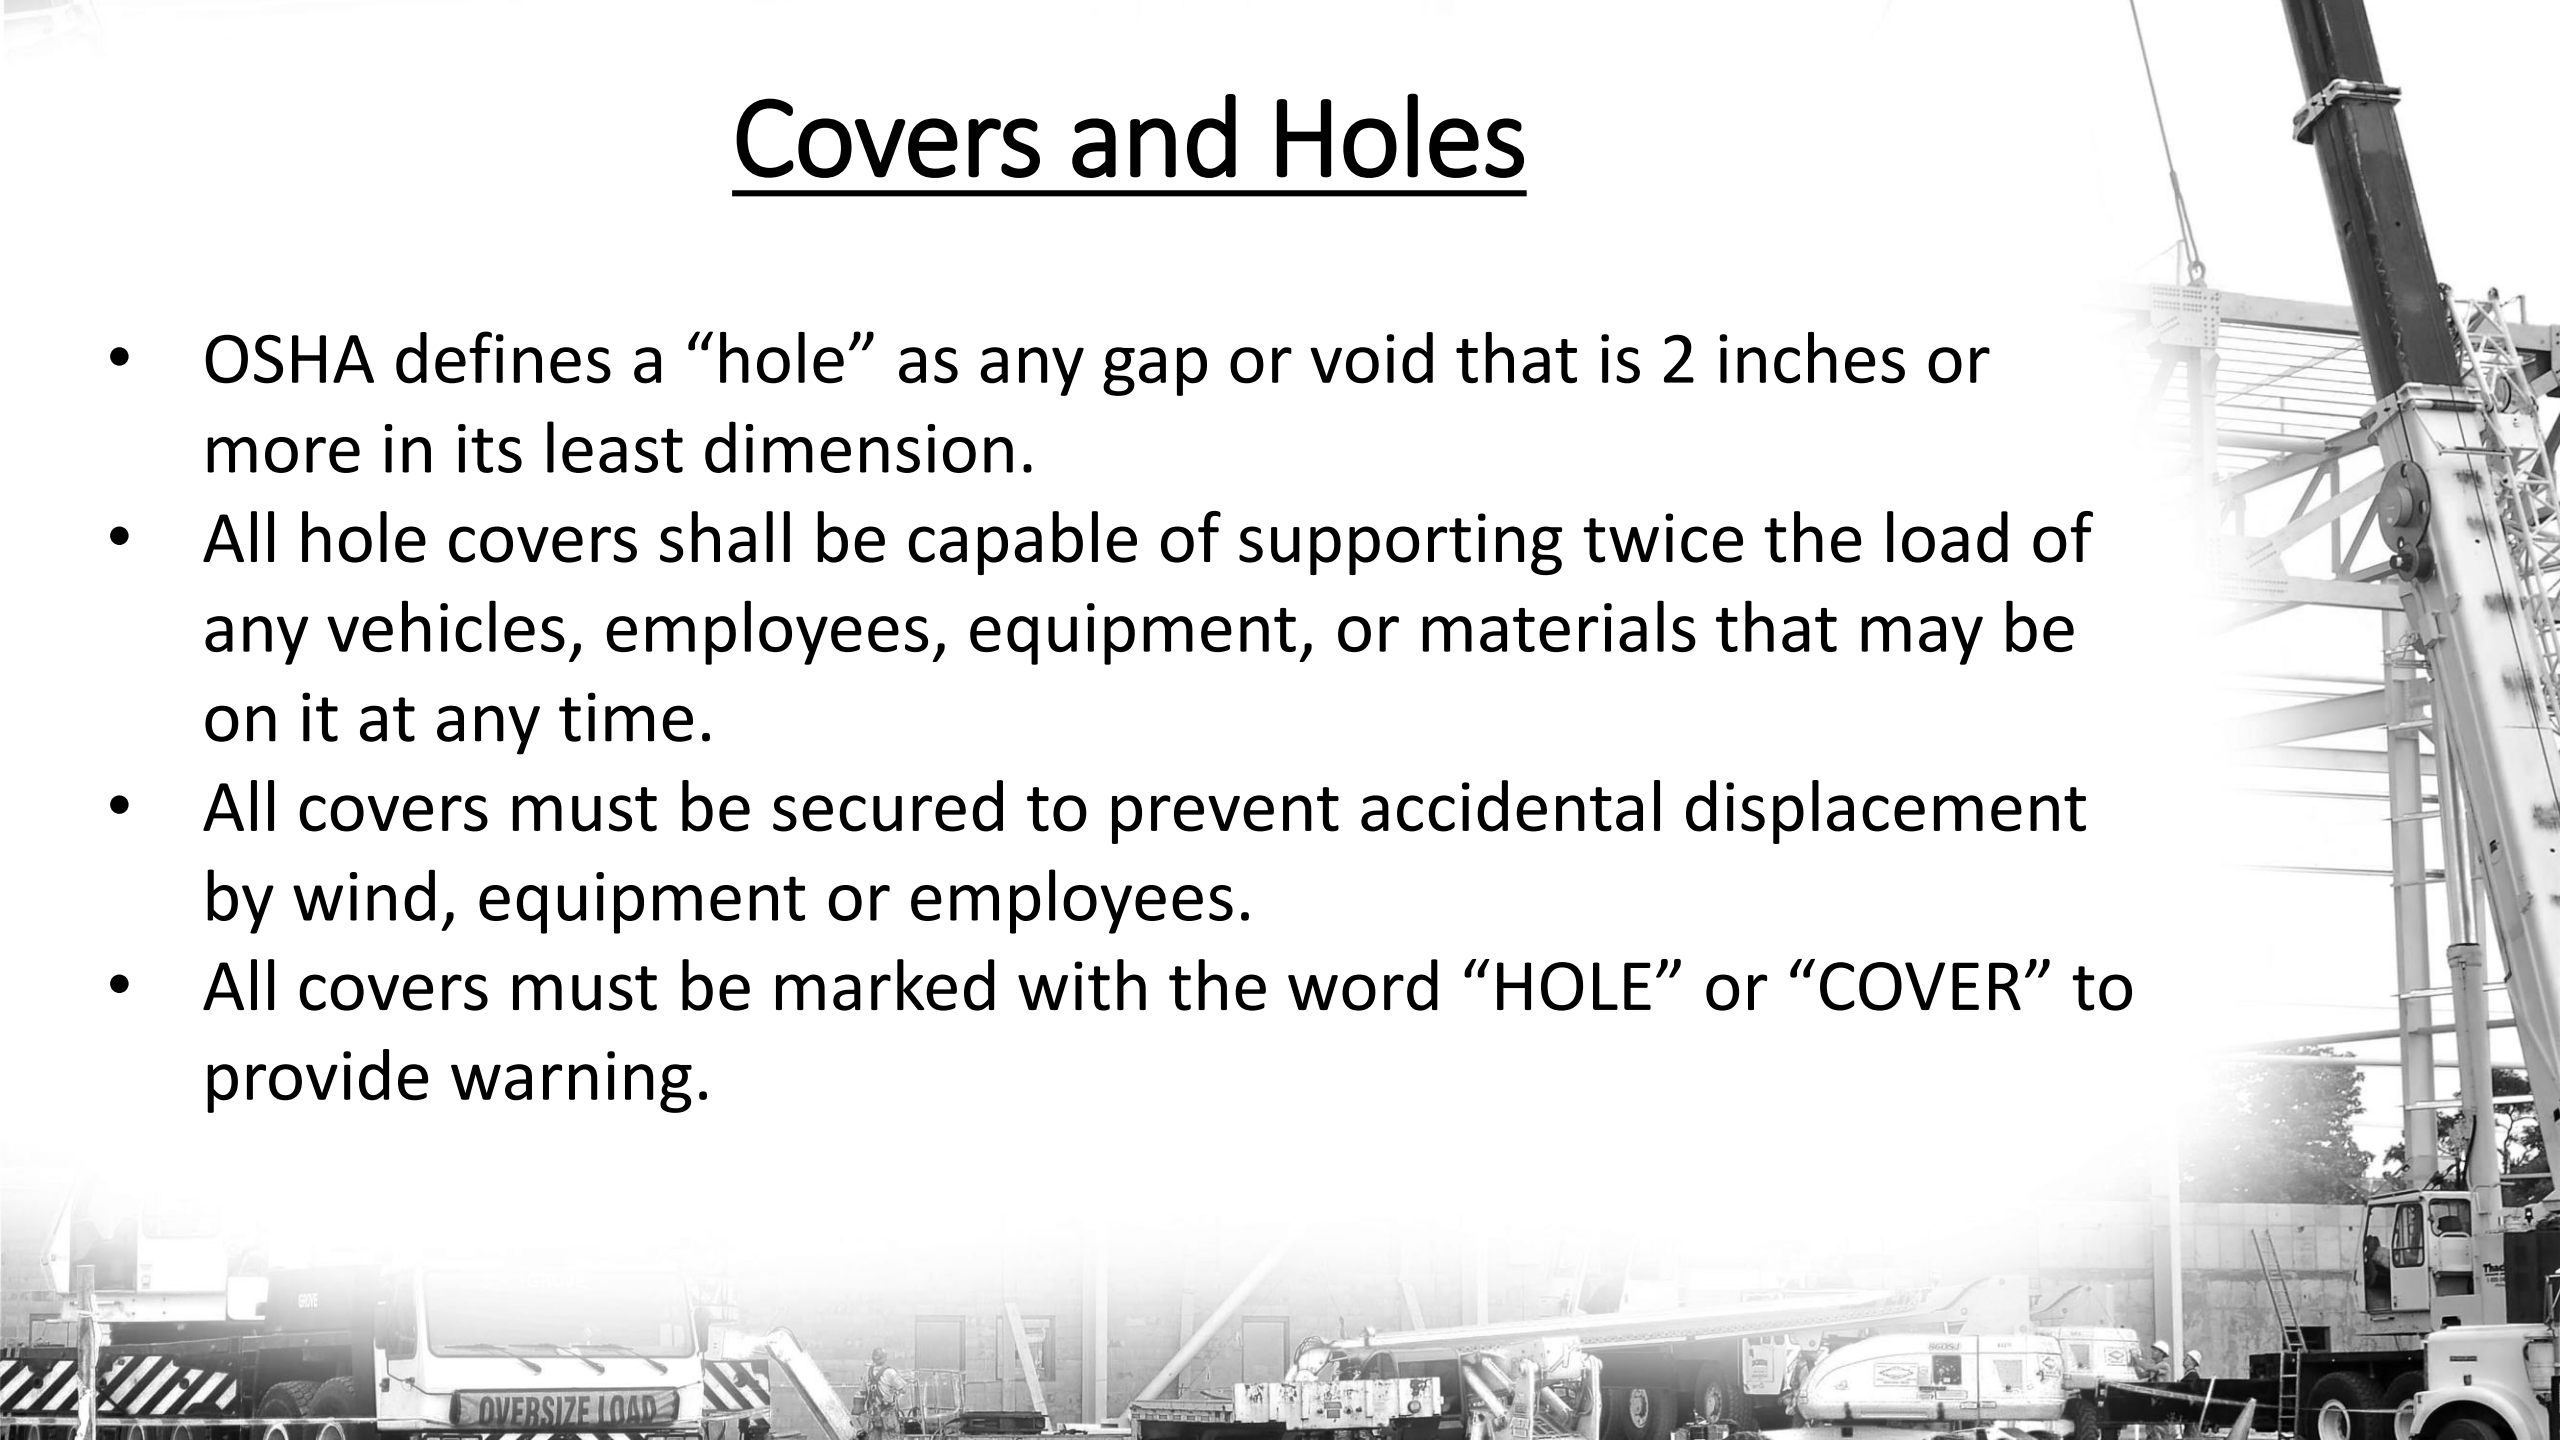 Covers and Holes
• OSHA defines a “hole” as any gap or void that is 2 inches or
more in its least dimension.
• All hole covers shall be capable of supporting twice the load of
any vehicles, employees, equipment, or materials that may be
on it at any time.
• All covers must be secured to prevent accidental displacement
by wind, equipment or employees.
• All covers must be marked with the word “HOLE” or “COVER” to
provide warning.
GROVE
OVERSIZE LOAD